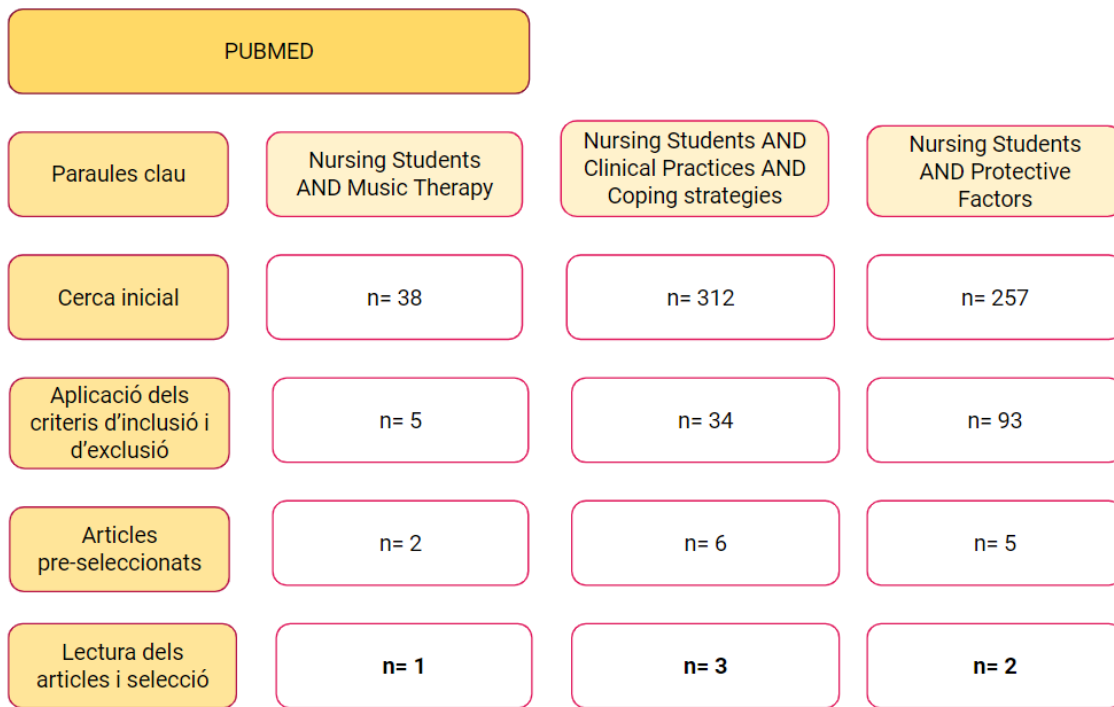 PUBMED
Paraules clau
Nursing Students
AND Music Therapy
Nursing Students AND
Clinical Practices AND
Coping strategies
Nursing Students
AND Protective
Factors
Cerca inicial
n= 38
n= 312
n= 257
Aplicació dels
criteris d’inclusió i
d’exclusió
n= 5
n= 34
n= 93
Articles
pre-seleccionats
n= 2
n= 6
n= 5
Lectura dels
articles i selecció
n= 1
n= 3
n= 2